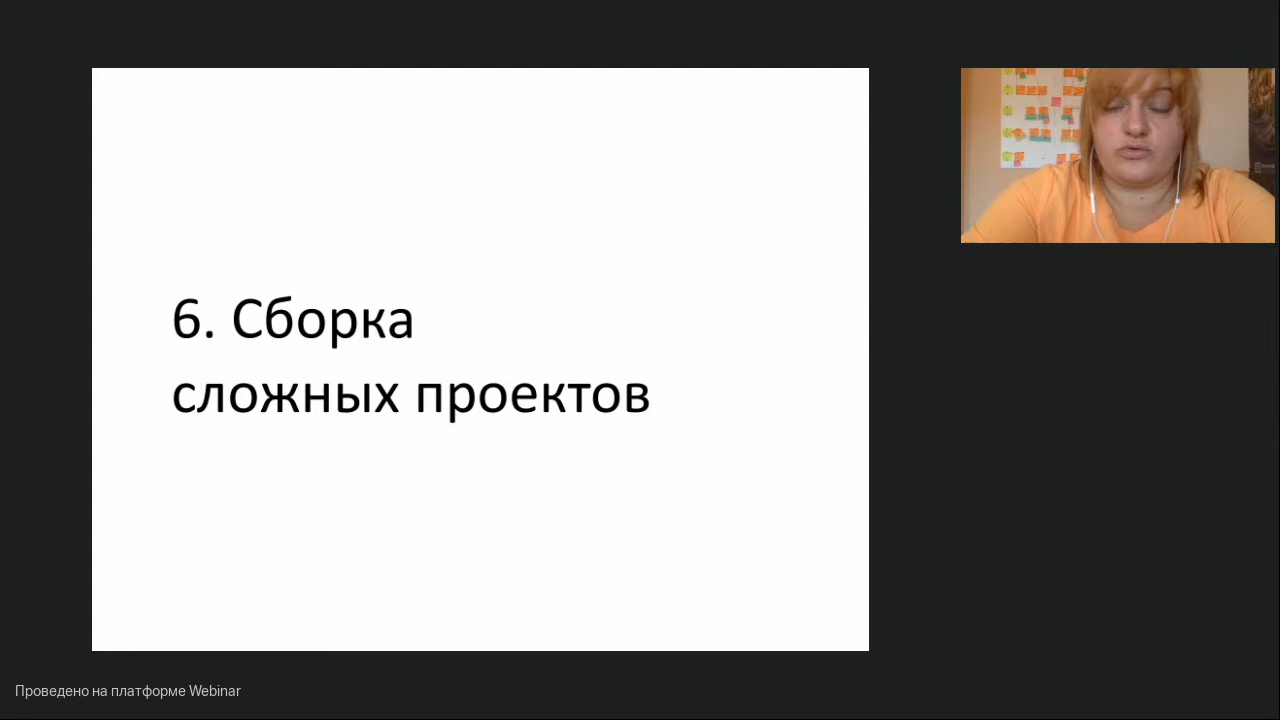 6. Сборка
сложных проектов
Проведено на платформе Webinar